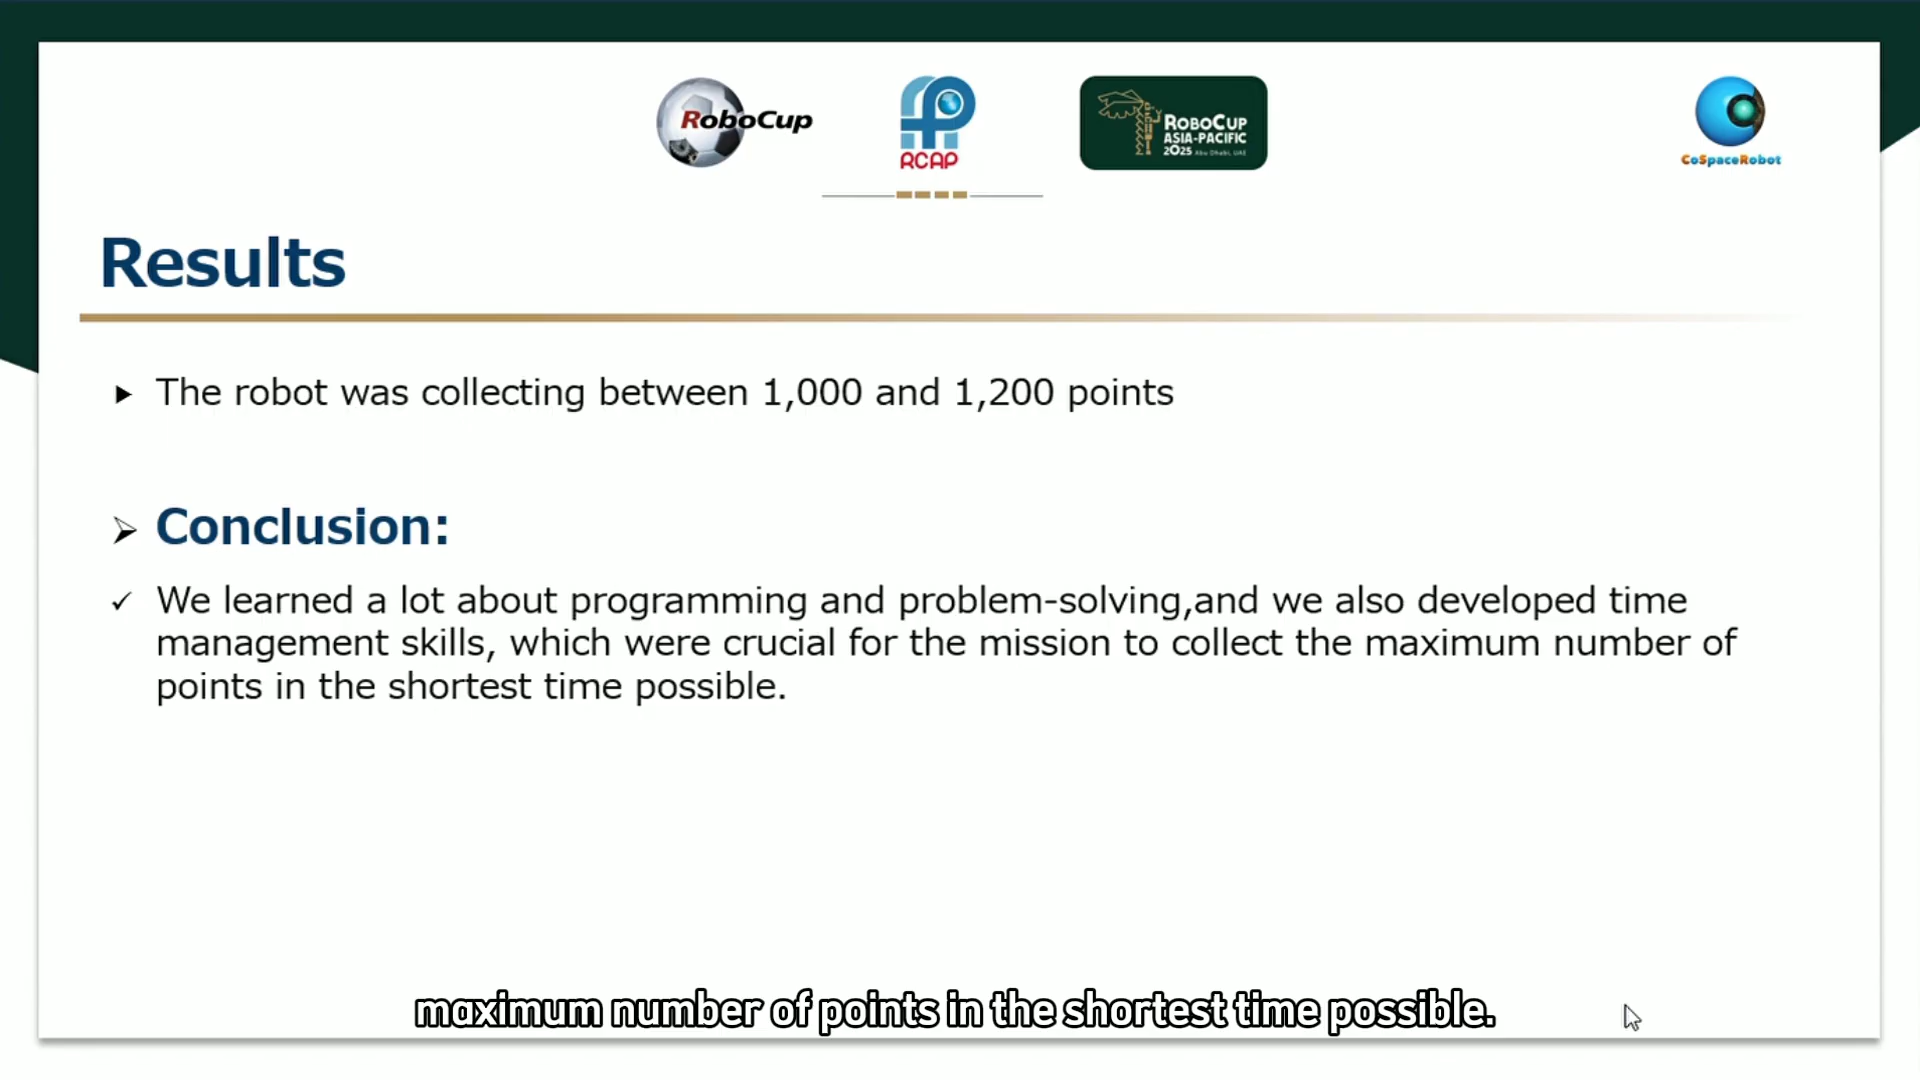 RoboCup
RCAP
RoboCup
Asia-Pacific
2025 Abu Dhabi, UAE
CoSpaceRobot
Results
The robot was collecting between 1,000 and 1,200 points
Conclusion:
We learned a lot about programming and problem-solving,and we also developed time
management skills, which were crucial for the mission to collect the maximum number of
points in the shortest time possible.
maximum number of points in the shortest time possible.